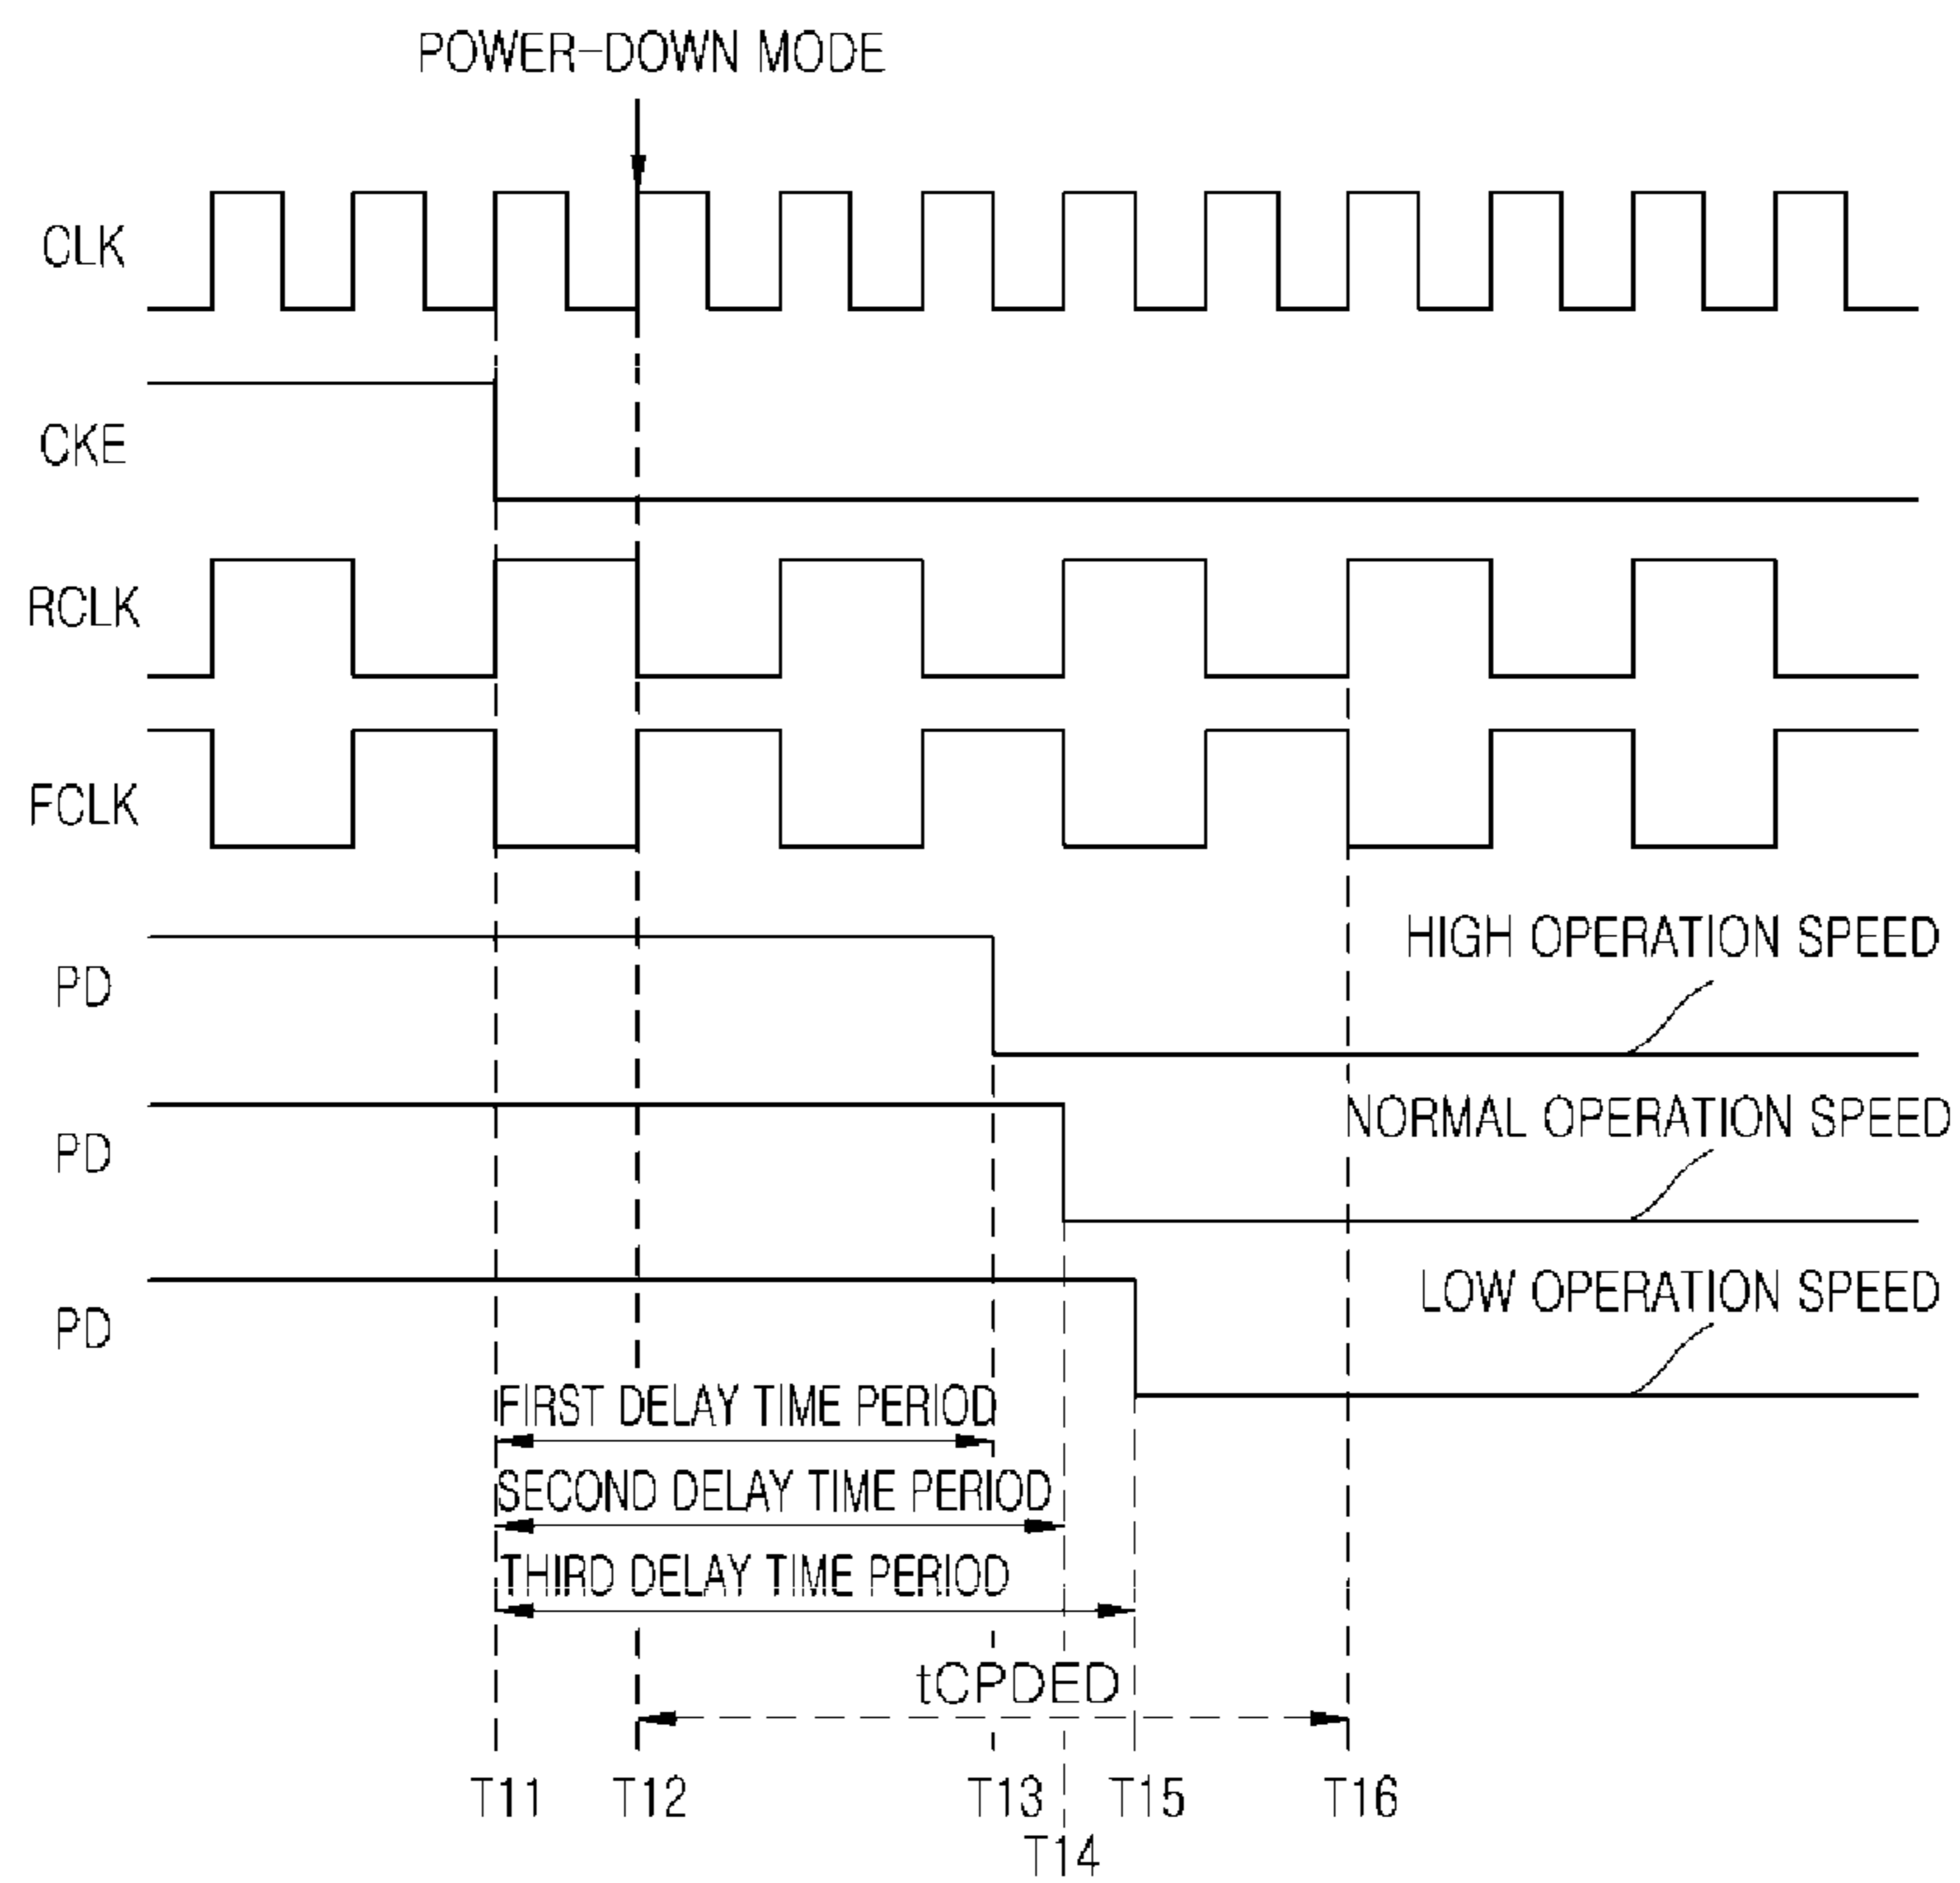 POWER-DOWN MODE
CLK
CKE
RCLK
FCLK
HIGH OPERATION SPEED
PD
NORMAL OPERATION SPEED
PD
LOW OPERATION SPEED
PD
FIRST DELAY TIME PERIOD
SECOND DELAY TIME PERIOD
THIRD DELAY TIME PERIOD
tCPDED
T11 T12 T13 T15 T16
T14